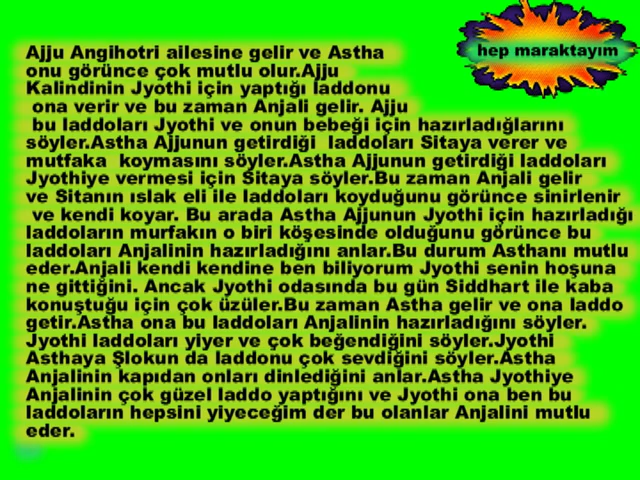 hep maraktayım
Ajju Angihotri ailesine gelir ve Astha
onu görünce çok mutlu olur.Ajju
Kalindinin Jyothi için yaptığı laddonu
ona verir ve bu zaman Anjali gelir. Ajju
bu laddoları Jyothi ve onun bebeği için hazırladığlarını
söyler.Astha Ajjunun getirdiği laddoları Sitaya verer ve
mutfaka koymasını söyler.Astha Ajjunun getirdiği laddoları
Jyothiye vermesi için Sitaya söyler.Bu zaman Anjali gelir
ve Sitanın ıslak eli ile laddoları koyduğunu görünce sinirlenir
ve kendi koyar. Bu arada Astha Ajjunun Jyothi için hazırladığı
laddoların murfakın o biri köşesinde olduğunu görünce bu
laddoları Anjalinin hazırladığını anlar.Bu durum Asthanı mutlu
eder.Anjali kendi kendine ben biliyorum Jyothi senin hoşuna
ne gittiğini. Ancak Jyothi odasında bu gün Siddhart ile kaba
konuştuğu için çok üzüler.Bu zaman Astha gelir ve ona laddo
getir.Astha ona bu laddoları Anjalinin hazırladığını söyler.
Jyothi laddoları yiyer ve çok beğendiğini söyler.Jyothi
Asthaya Şlokun da laddonu çok sevdiğini söyler.Astha
Anjalinin kapıdan onları dinlediğini anlar.Astha Jyothiye
Anjalinin çok güzel laddo yaptığını ve Jyothi ona ben bu
laddoların hepsini yiyeceğim der bu olanlar Anjalini mutlu
eder.